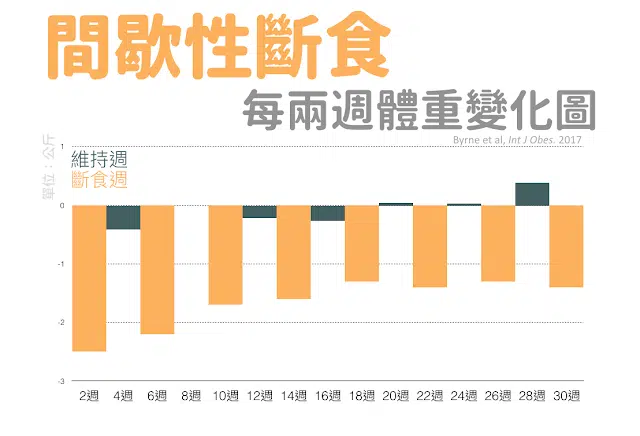 間歇性斷食
每兩週體重變化圖
Byrne et al, Int J Obes. 2017
單位：公斤
維持週
斷食週
1
0
-1
-2
-3
2週 4週 6週 8週 10週 12週 14週 16週 18週 20週 22週 24週 26週 28週 30週